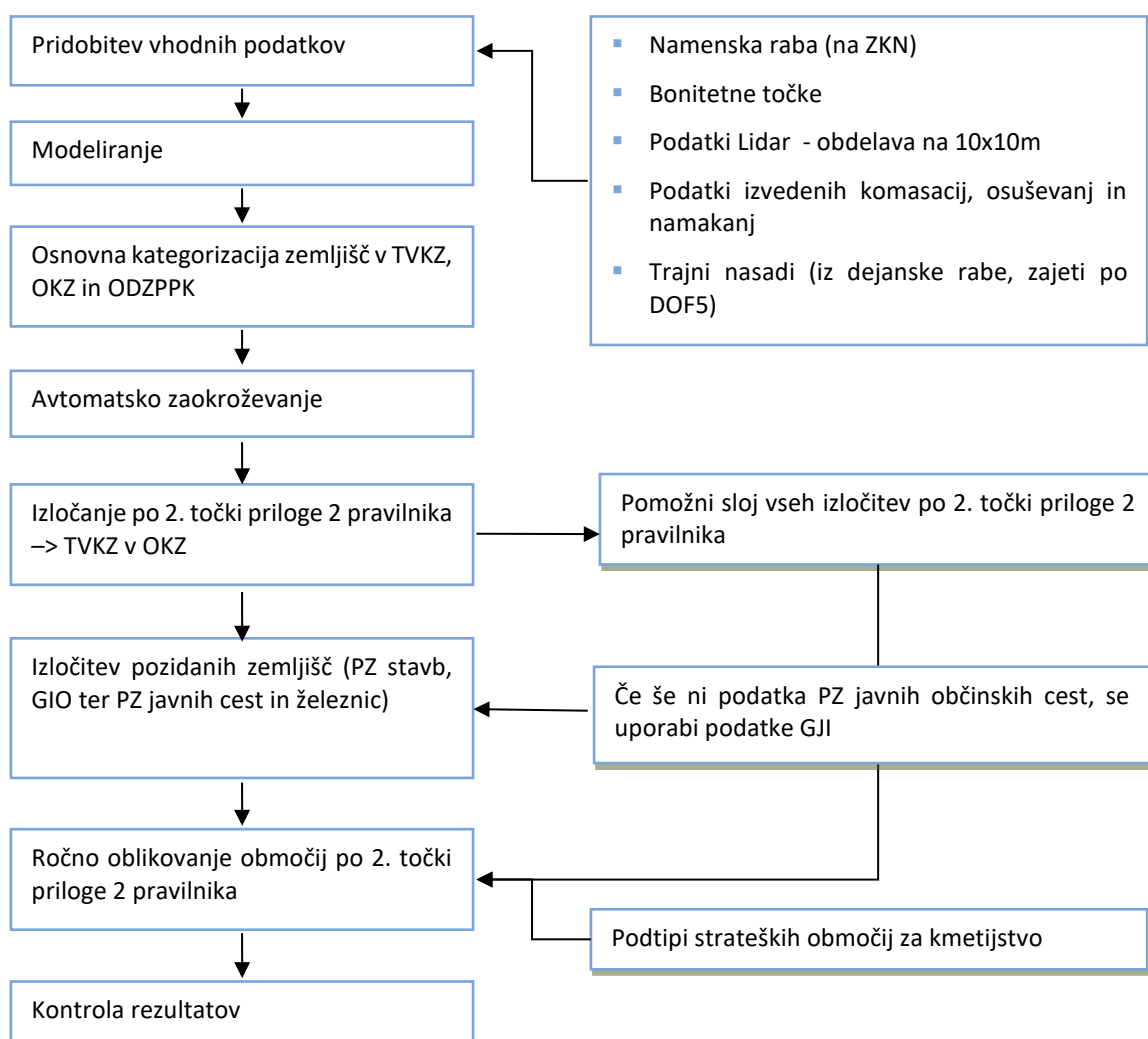 Pridobitev vhodnih podatkov
Modeliranje
Osnovna kategorizacija zemljišč v TVKZ,
OKZ in ODZPPK
Avtomatsko zaokroževanje
Izločanje po 2. točki priloge 2 pravilnika
–> TVKZ v OKZ
Izločitev pozidanih zemljišč (PZ stavb,
GIO ter PZ javnih cest in železnic)
Ročno oblikovanje območij po 2. točki
priloge 2 pravilnika
Kontrola rezultatov
▪ Namenska raba (na ZKN)
▪ Bonitetne točke
▪ Podatki Lidar - obdelava na 10x10m
▪ Podatki izvedenih komasacij, osuševanj in
namakanj
▪ Trajni nasadi (iz dejanske rabe, zajeti po
DOF5)
Pomožni sloj vseh izločitev po 2. točki priloge 2
pravilnika
Če še ni podatka PZ javnih občinskih cest, se
uporabi podatke GJI
Podtipi strateških območij za kmetijstvo